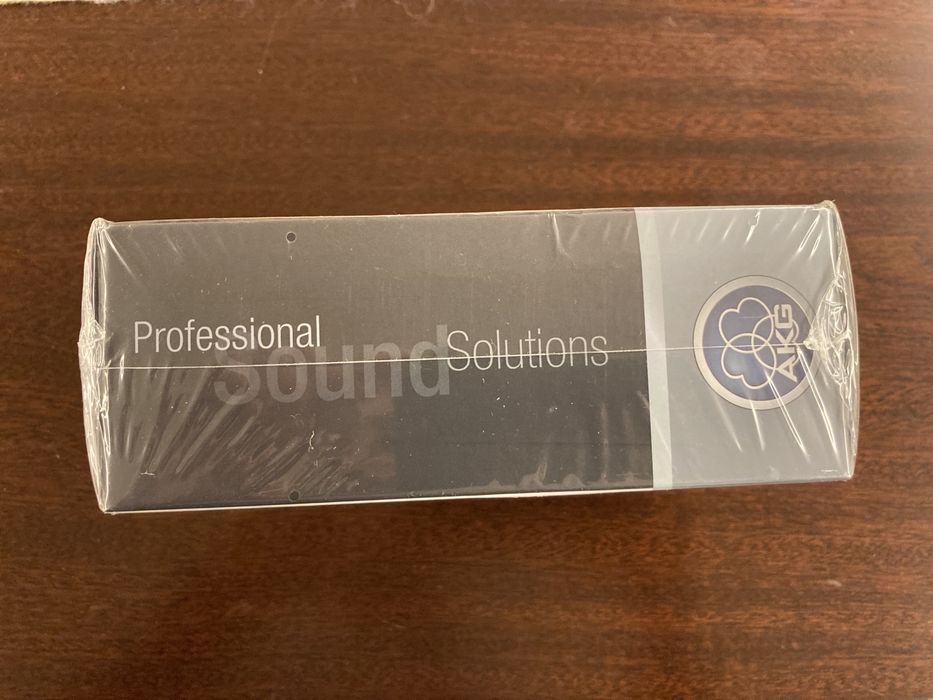 Professional
Sound
Solutions
AKG